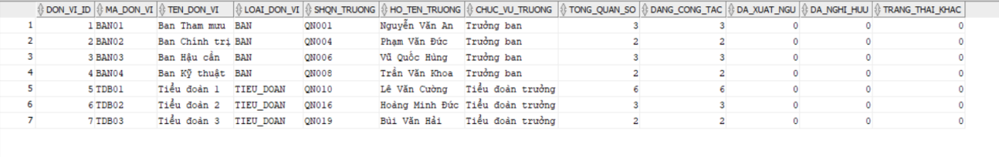 DON_VI_ID MA_DON_VI TEN_DON_VI LOAI_DON_VI SHQN_TRUONG HO_TEN_TRUONG CHUC_VU_TRUONG TONG_QUAN_SO DANG_CONG_TAC DA_XUAT_NGU DA_NGHI_HUU TRANG_THAI_KHAC
1 1 BAN01 Ban Tham mưu BAN QN001 Nguyễn Văn An Trưởng ban 3 3 0 0 0
2 2 BAN02 Ban Chính trị BAN QN004 Phạm Văn Đức Trưởng ban 2 2 0 0 0
3 3 BAN03 Ban Hậu cần BAN QN006 Vũ Quốc Hùng Trưởng ban 3 3 0 0 0
4 4 BAN04 Ban Kỹ thuật BAN QN008 Trần Văn Khoa Trưởng ban 2 2 0 0 0
5 5 TDB01 Tiểu đoàn 1 TIEU_DOAN QN010 Lê Văn Cường Tiểu đoàn trưởng 6 6 0 0 0
6 6 TDB02 Tiểu đoàn 2 TIEU_DOAN QN016 Hoàng Minh Đức Tiểu đoàn trưởng 3 3 0 0 0
7 7 TDB03 Tiểu đoàn 3 TIEU_DOAN QN019 Bùi Văn Hải Tiểu đoàn trưởng 2 2 0 0 0